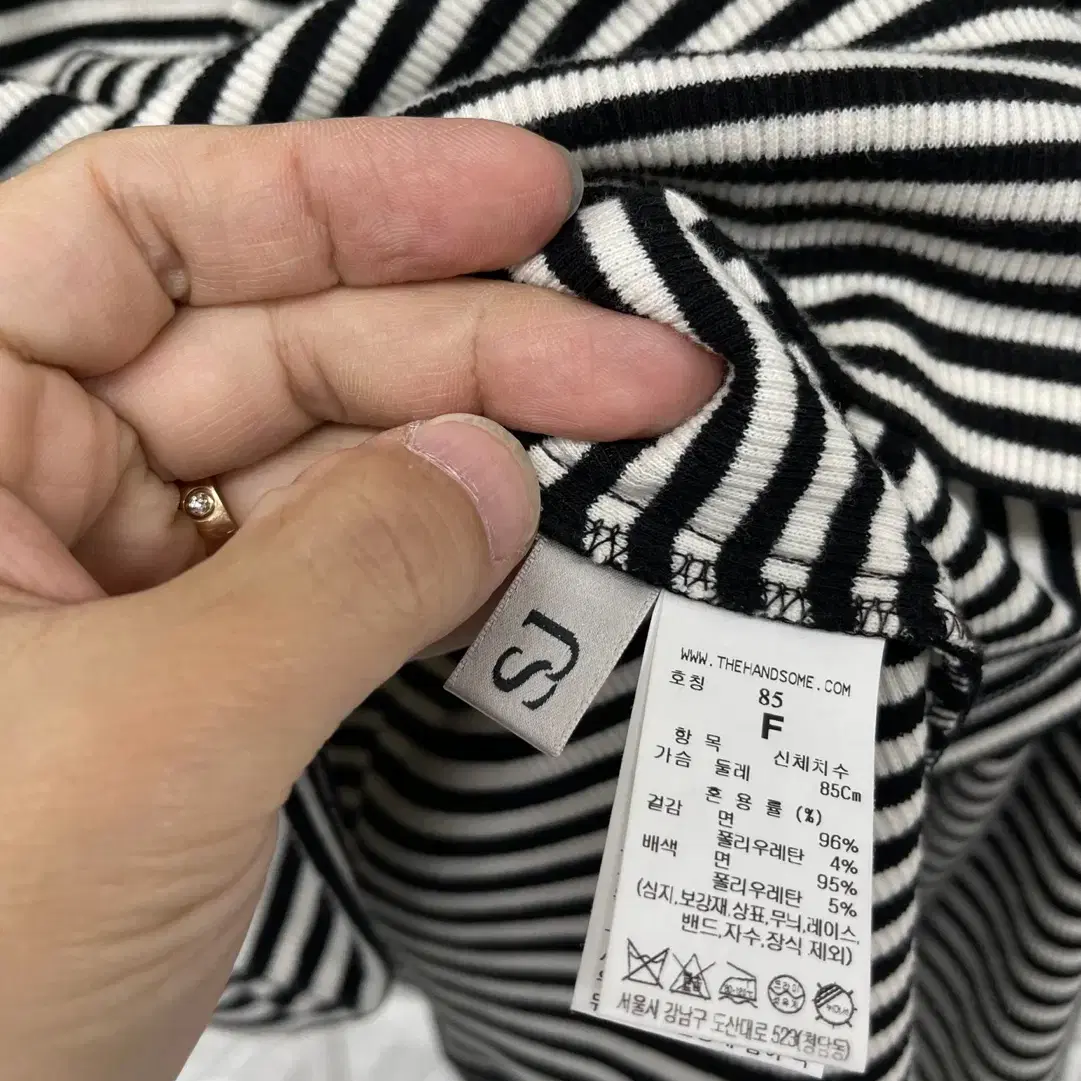 SJ
WWW.THEHANDSOME.COM
호칭 85
F
항 목 신체치수
가슴 둘레 85Cm
혼 용 률 (%)
겉감 면 96%
폴리우레탄 4%
배색 면 95%
폴리우레탄 5%
(심지,보강재,상표,무늬,레이스,
밴드,자수,장식 제외)
서울시 강남구 도산대로 523(청담동)